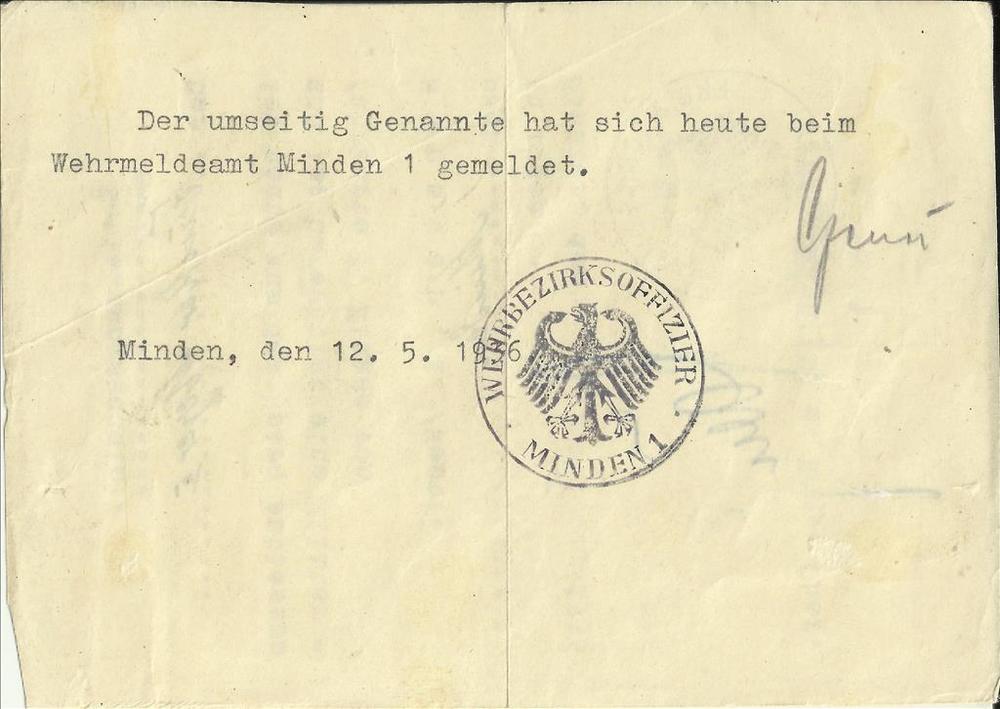 Der umseitig Genannte hat sich heute beim
Wehrmeldeamt Minden 1 gemeldet.
Minden, den 12. 5. 1936
WEHRBEZIRKSOFFIZIER
MINDEN 1